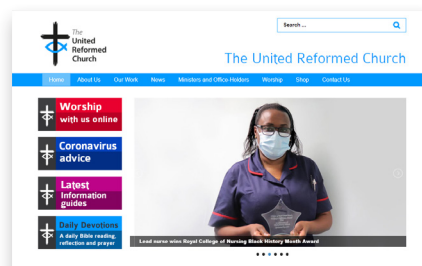 The
United
Reformed
Church
Search ...
The United Reformed Church
Home About Us Our Work News Ministers and Office-Holders Worship Shop Contact Us
Worship
with us online
Coronavirus
advice
Latest
Information
guides
Daily Devotions
A daily Bible reading,
reflection and prayer
Lead nurse wins Royal College of Nursing Black History Month Award